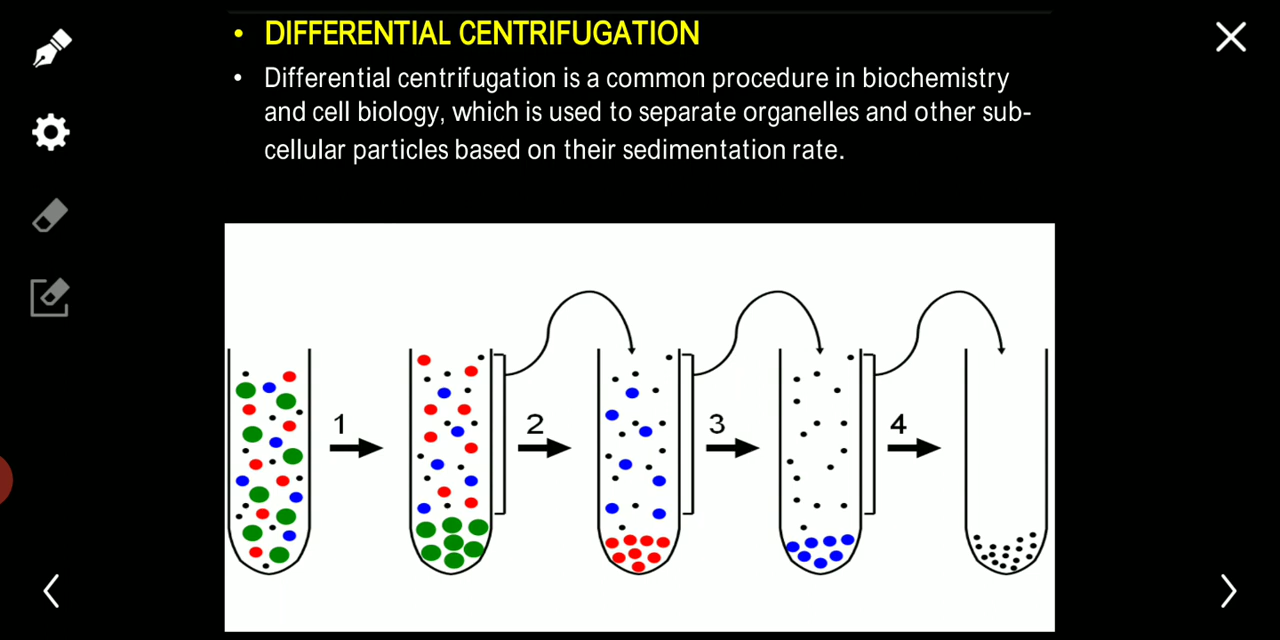 • DIFFERENTIAL CENTRIFUGATION
• Differential centrifugation is a common procedure in biochemistry
and cell biology, which is used to separate organelles and other sub-
cellular particles based on their sedimentation rate.
1 2 3 4